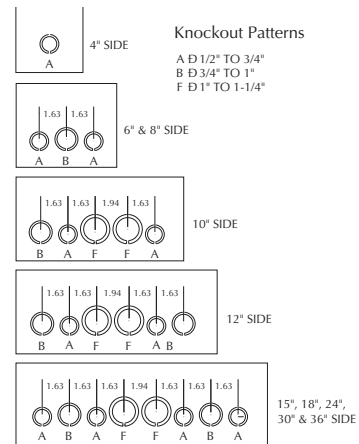 Knockout Patterns
A Ð 1/2" TO 3/4"
B Ð 3/4" TO 1"
F Ð 1" TO 1-1/4"
A
4" SIDE
1.63 1.63
A B A
6" & 8" SIDE
1.63 1.63 1.94 1.63
B A F F A
10" SIDE
1.63 1.63 1.94 1.63 1.63
B A F F A B
12" SIDE
1.63 1.63 1.63 1.94 1.63 1.63 1.63
A B A F F A B A
15", 18", 24",
30" & 36" SIDE